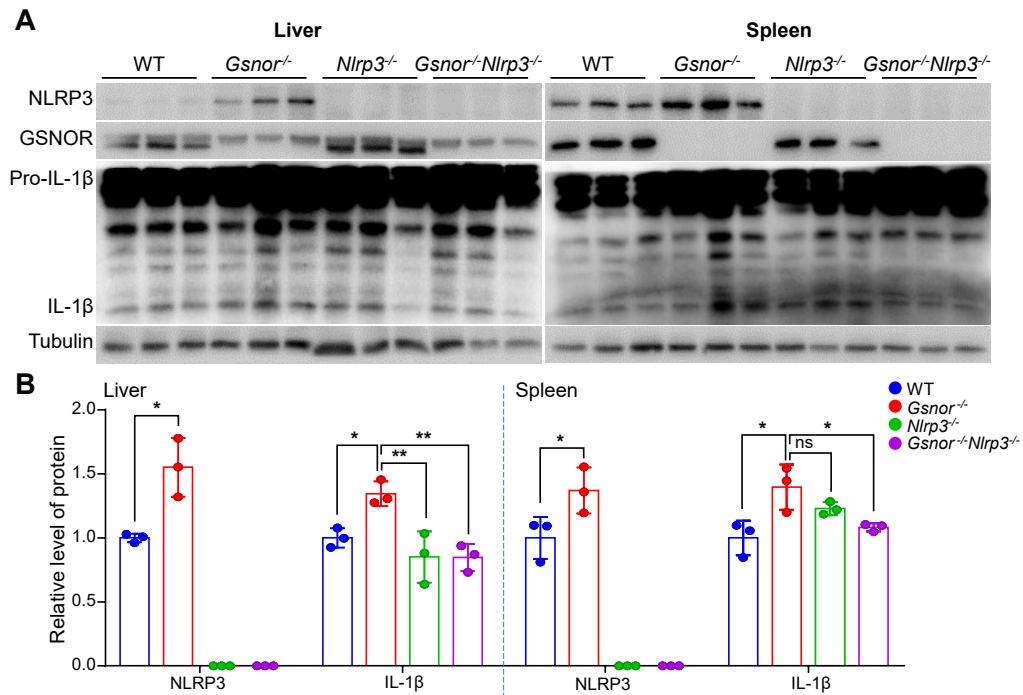 A
Liver
Spleen
WT Gsnor-/- Nlrp3-/- Gsnor-/-Nlrp3-/- WT Gsnor-/- Nlrp3-/- Gsnor-/-Nlrp3-/-
NLRP3
GSNOR
Pro-IL-1β
IL-1β
Tubulin
B
Liver
Spleen
WT
Gsnor-/-
Nlrp3-/-
Gsnor-/-Nlrp3-/-
Relative level of protein
2.0
1.5
1.0
0.5
0.0
* * ** ** * * ns *
NLRP3 IL-1β NLRP3 IL-1β